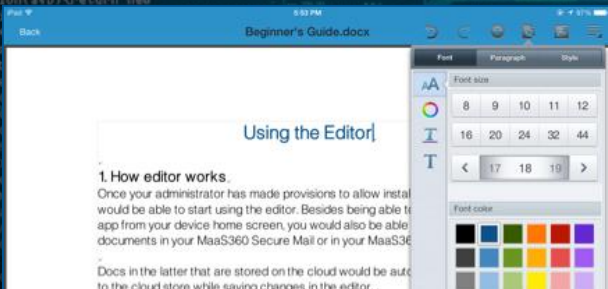 iPad
5:53 PM
97%
Back
Beginner's Guide.docx
Font
Paragraph
Style
Font size
8 9 10 11 12
16 20 24 32 44
< 17 18 19 >
Font color
Using the Editor
1. How editor works.
Once your administrator has made provisions to allow instal
would be able to start using the editor. Besides being able to
app from your device home screen, you would also be able
documents in your MaaS360 Secure Mail or in your MaaS36
Docs in the latter that are stored on the cloud would be auto
to the cloud store while saving changes in the editor.